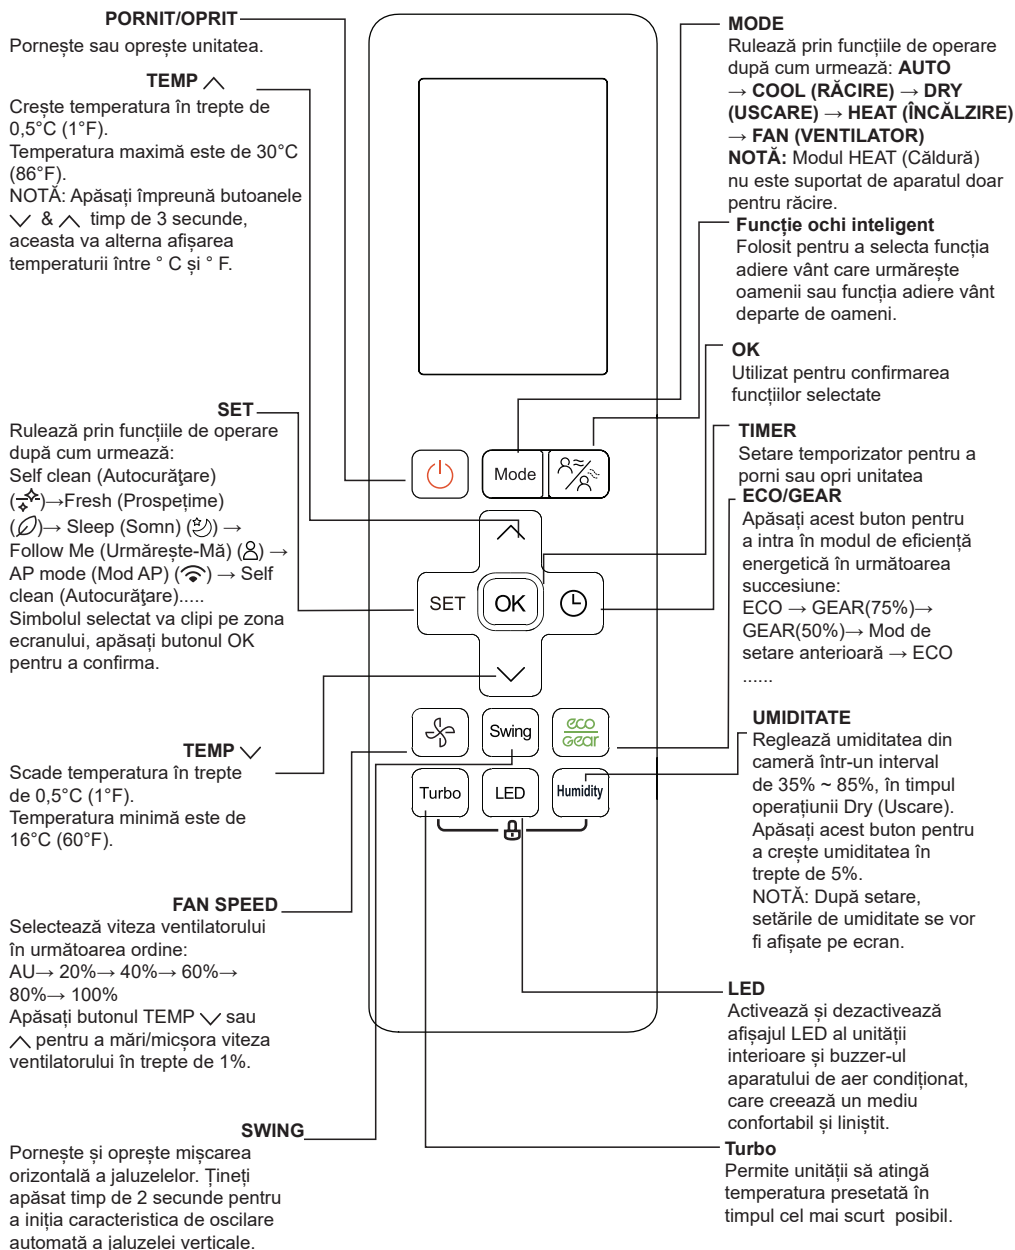 PORNIT/OPRIT
Pornește sau oprește unitatea.
TEMP
Crește temperatura în trepte de
0,5°C (1°F).
Temperatura maximă este de 30°C
(86°F).
NOTĂ: Apăsați împreună butoanele
& timp de 3 secunde,
aceasta va alterna afișarea
temperaturii între ° C și ° F.
SET
Rulează prin funcțiile de operare
după cum urmează:
Self clean (Autocurăţare)
( )→Fresh (Prospețime)
( )→ Sleep (Somn) ( ) →
Follow Me (Urmărește-Mă) ( ) →
AP mode (Mod AP) ( ) → Self
clean (Autocurăţare).....
Simbolul selectat va clipi pe zona
ecranului, apăsați butonul OK
pentru a confirma.
TEMP
Scade temperatura în trepte
de 0,5°C (1°F).
Temperatura minimă este de
16°C (60°F).
FAN SPEED
Selectează viteza ventilatorului
în următoarea ordine:
AU→ 20%→ 40%→ 60%→
80%→ 100%
Apăsați butonul TEMP sau
pentru a mări/micșora viteza
ventilatorului în trepte de 1%.
SWING
Pornește și oprește mișcarea
orizontală a jaluzelelor. Țineți
apăsat timp de 2 secunde pentru
a iniția caracteristica de oscilare
automată a jaluzelei verticale.
Mode
SET
OK
Swing
eco
Gear
Turbo
LED
Humidity
MODE
Rulează prin funcțiile de operare
după cum urmează: AUTO
→ COOL (RĂCIRE) → DRY
(USCARE) → HEAT (ÎNCĂLZIRE)
→ FAN (VENTILATOR)
NOTĂ: Modul HEAT (Căldură)
nu este suportat de aparatul doar
pentru răcire.
Funcție ochi inteligent
Folosit pentru a selecta funcția
adiere vânt care urmărește
oamenii sau funcția adiere vânt
departe de oameni.
OK
Utilizat pentru confirmarea
funcțiilor selectate
TIMER
Setare temporizator pentru a
porni sau opri unitatea
ECO/GEAR
Apăsați acest buton pentru
a intra în modul de eficiență
energetică în următoarea
succesiune:
ECO → GEAR(75%)→
GEAR(50%)→ Mod de
setare anterioară → ECO
......
UMIDITATE
Reglează umiditatea din
cameră într-un interval
de 35% ~ 85%, în timpul
operațiunii Dry (Uscare).
Apăsați acest buton pentru
a crește umiditatea în
trepte de 5%.
NOTĂ: După setare,
setările de umiditate se vor
fi afișate pe ecran.
LED
Activează și dezactivează
afișajul LED al unității
interioare și buzzer-ul
aparatului de aer condiționat,
care creează un mediu
confortabil și liniștit.
Turbo
Permite unității să atingă
temperatura presetată în
timpul cel mai scurt posibil.